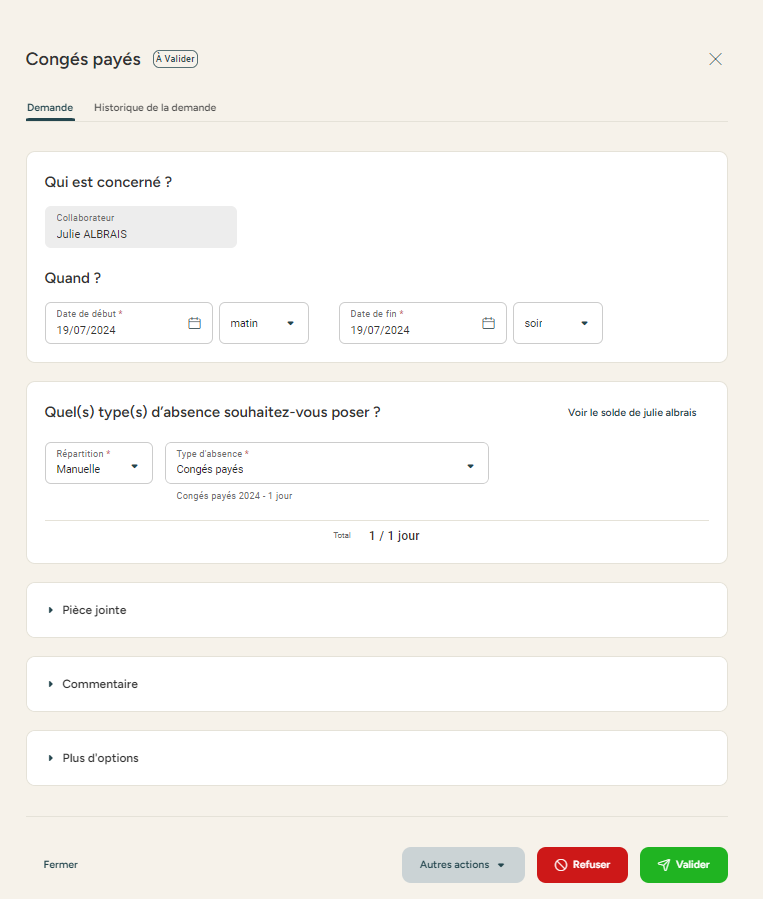 Congés payés À Valider
Demande Historique de la demande
Qui est concerné ?
Collaborateur
Julie ALBRAIS
Quand ?
Date de début * Date de fin *
19/07/2024 matin 19/07/2024 soir
Quel(s) type(s) d’absence souhaitez-vous poser ? Voir le solde de julie albrais
Répartition * Type d'absence *
Manuelle Congés payés
Congés payés 2024 - 1 jour
Total 1 / 1 jour
Pièce jointe
Commentaire
Plus d'options
Fermer Autres actions Refuser Valider